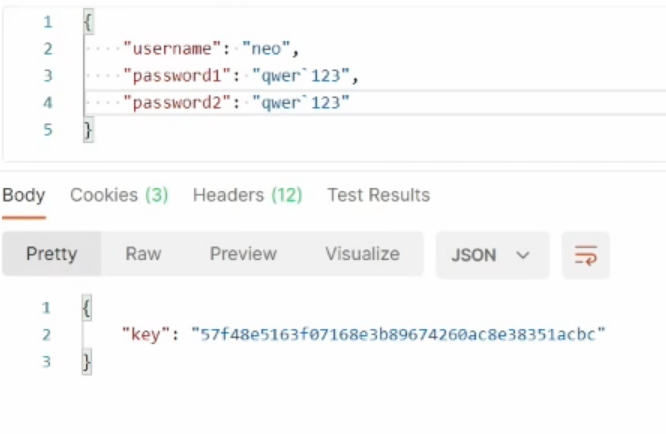 1 {
2 "username": "neo",
3 "password1": "qwer`123",
4 "password2": "qwer`123"
5 }
Body Cookies (3) Headers (12) Test Results
Pretty Raw Preview Visualize JSON
1 {
2 "key": "57f48e5163f07168e3b89674260ac8e38351acbc"
3 }